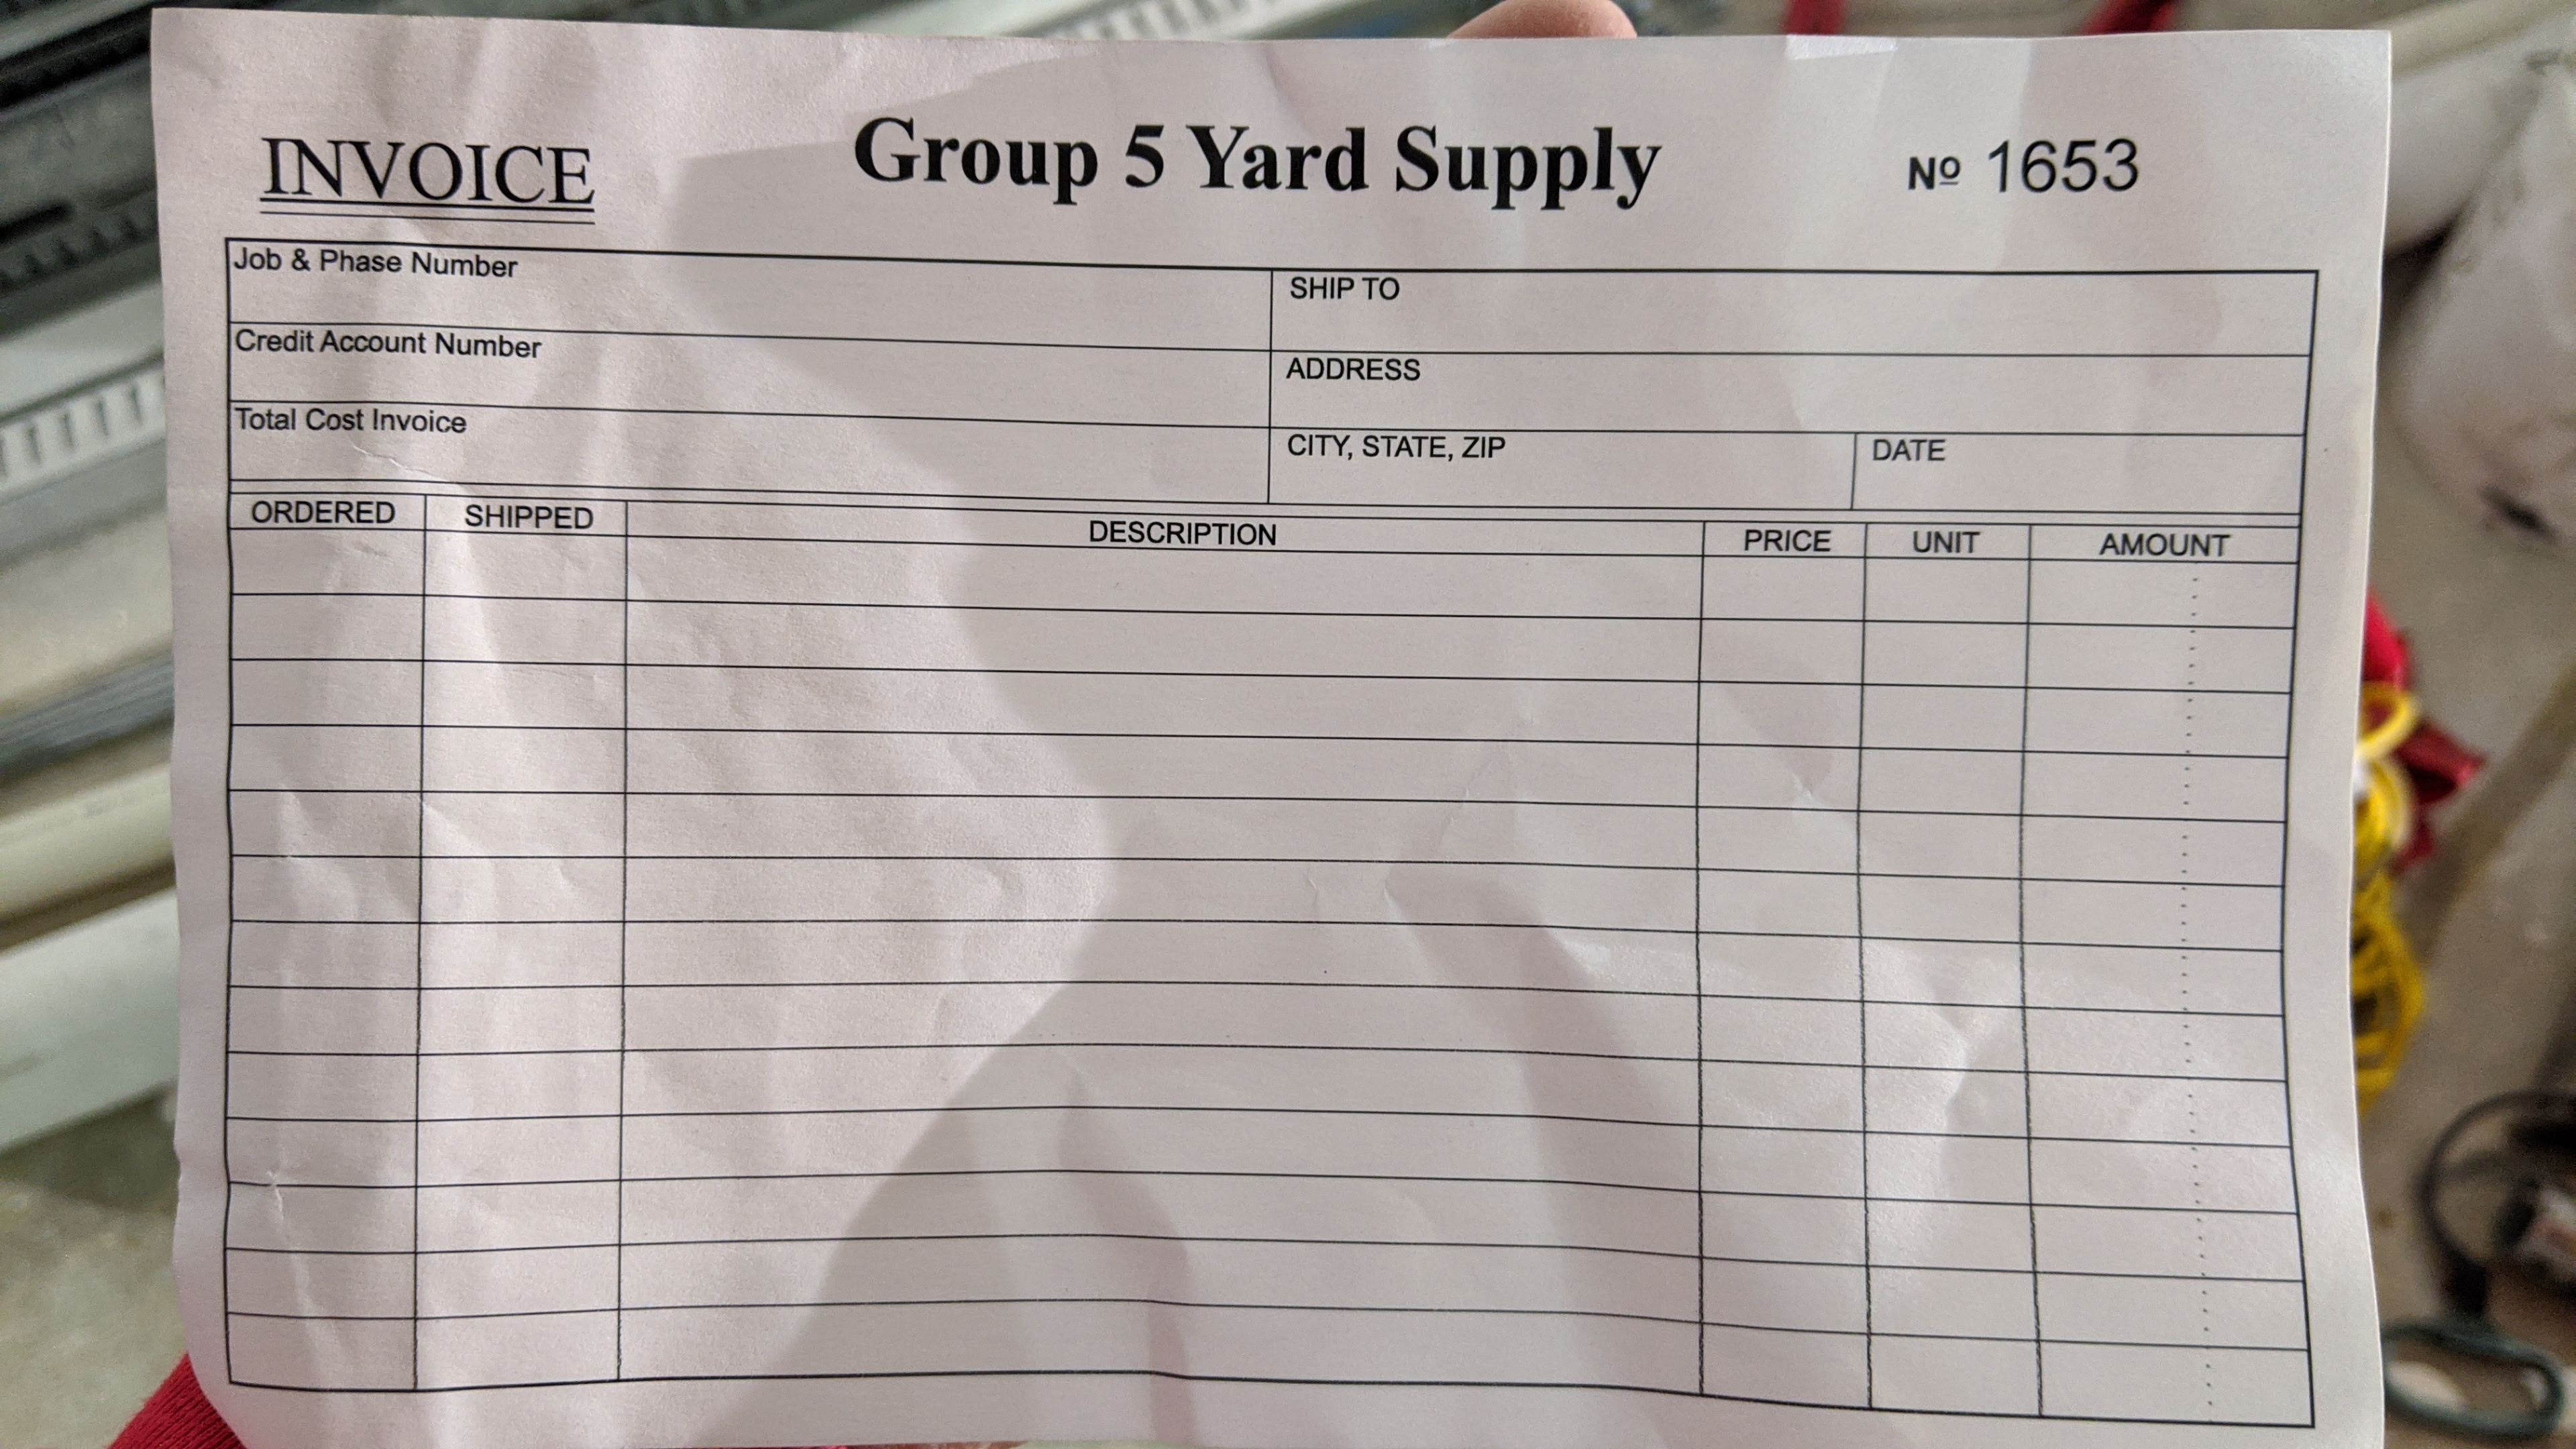 INVOICE Group 5 Yard Supply Nº 1653
Job & Phase Number SHIP TO
Credit Account Number ADDRESS
Total Cost Invoice CITY, STATE, ZIP DATE
ORDERED SHIPPED DESCRIPTION PRICE UNIT AMOUNT